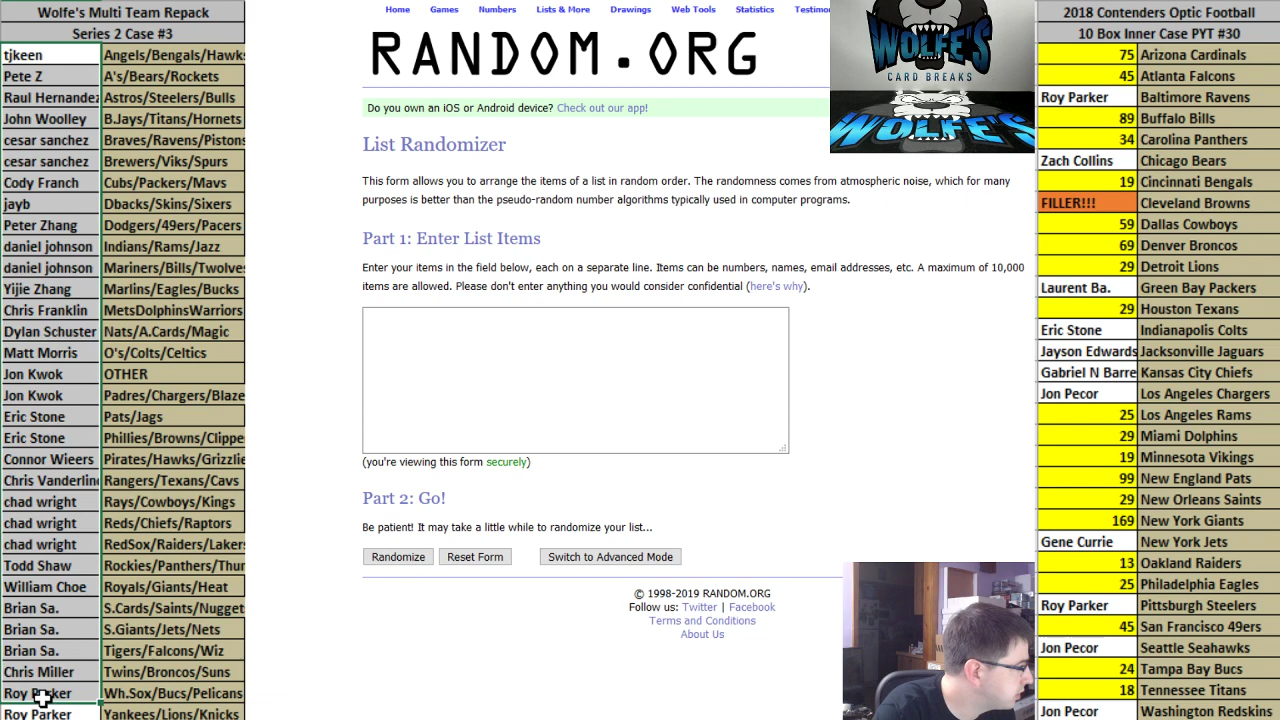 Wolfe's Multi Team Repack
Series 2 Case #3
tjkeen Angels/Bengals/Hawks
Pete Z A's/Bears/Rockets
Raul Hernandez Astros/Steelers/Bulls
John Woolley B.Jays/Titans/Hornets
cesar sanchez Braves/Ravens/Pistons
cesar sanchez Brewers/Viks/Spurs
Cody Franch Cubs/Packers/Mavs
jayb Dbacks/Skins/Sixers
Peter Zhang Dodgers/49ers/Pacers
daniel johnson Indians/Rams/Jazz
daniel johnson Mariners/Bills/Twolve
Yijie Zhang Marlins/Eagles/Bucks
Chris Franklin MetsDolphinsWarriors
Dylan Schuster Nats/A.Cards/Magic
Matt Morris O's/Colts/Celtics
Jon Kwok OTHER
Jon Kwok Padres/Chargers/Blaze
Eric Stone Pats/Jags
Eric Stone Phillies/Browns/Clippe
Connor Wieers Pirates/Hawks/Grizzlie
Chris Vanderlin Rangers/Texans/Cavs
chad wright Rays/Cowboys/Kings
chad wright Reds/Chiefs/Raptors
chad wright RedSox/Raiders/Lakers
Todd Shaw Rockies/Panthers/Thun
William Choe Royals/Giants/Heat
Brian Sa. S.Cards/Saints/Nugget
Brian Sa. S.Giants/Jets/Nets
Brian Sa. Tigers/Falcons/Wiz
Chris Miller Twins/Broncos/Suns
Roy Parker Wh.Sox/Bucs/Pelicans
Roy Parker Yankees/Lions/Knicks
Home Games Numbers Lists & More Drawings Web Tools Statistics Testimo
RANDOM.ORG
Do you own an iOS or Android device? Check out our app!
List Randomizer
This form allows you to arrange the items of a list in random order. The randomness comes from atmospheric noise, which for many
purposes is better than the pseudo-random number algorithms typically used in computer programs.
Part 1: Enter List Items
Enter your items in the field below, each on a separate line. Items can be numbers, names, email addresses, etc. A maximum of 10,000
items are allowed. Please don't enter anything you would consider confidential (here's why).
(you're viewing this form securely)
Part 2: Go!
Be patient! It may take a little while to randomize your list...
Randomize Reset Form Switch to Advanced Mode
© 1998-2019 RANDOM.ORG
Follow us: Twitter | Facebook
Terms and Conditions
About Us
WOLFE'S
CARD BREAKS
WOLFE'S
2018 Contenders Optic Football
10 Box Inner Case PYT #30
75 Arizona Cardinals
45 Atlanta Falcons
Roy Parker Baltimore Ravens
89 Buffalo Bills
34 Carolina Panthers
Zach Collins Chicago Bears
19 Cincinnati Bengals
FILLER!!! Cleveland Browns
59 Dallas Cowboys
69 Denver Broncos
29 Detroit Lions
Laurent Ba. Green Bay Packers
29 Houston Texans
Eric Stone Indianapolis Colts
Jayson Edwards Jacksonville Jaguars
Gabriel N Barre Kansas City Chiefs
Jon Pecor Los Angeles Chargers
25 Los Angeles Rams
29 Miami Dolphins
19 Minnesota Vikings
99 New England Pats
29 New Orleans Saints
169 New York Giants
Gene Currie New York Jets
13 Oakland Raiders
25 Philadelphia Eagles
Roy Parker Pittsburgh Steelers
45 San Francisco 49ers
Jon Pecor Seattle Seahawks
24 Tampa Bay Bucs
18 Tennessee Titans
Jon Pecor Washington Redskins